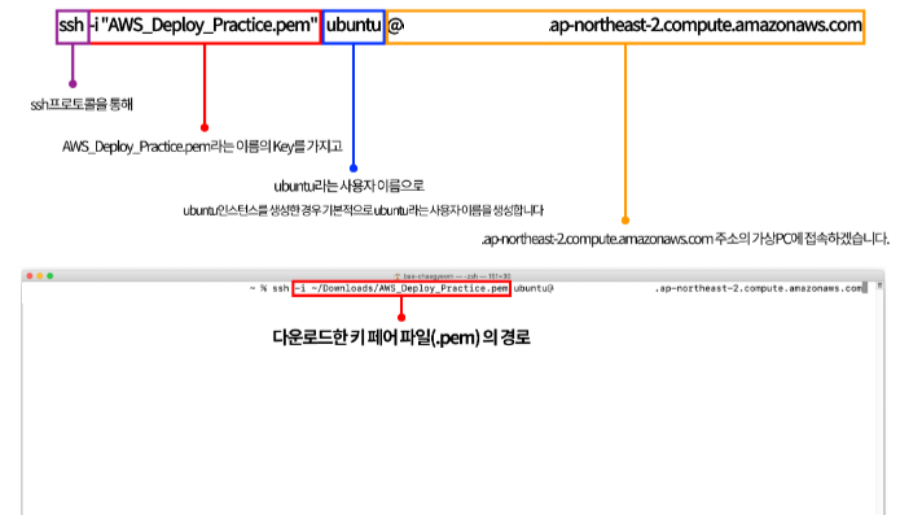 ssh -i "AWS_Deploy_Practice.pem" ubuntu @ .ap-northeast-2.compute.amazonaws.com
ssh프로토콜을 통해
AWS_Deploy_Practice.pem라는 이름의 Key를 가지고
ubuntu라는 사용자 이름으로
ubuntu인스턴스를 생성한 경우 기본적으로 ubuntu라는 사용자 이름을 생성합니다
.ap-northeast-2.compute.amazonaws.com 주소의 가상PC에 접속하겠습니다.
~ % ssh -i ~/Downloads/AWS_Deploy_Practice.pem ubuntu@ .ap-northeast-2.compute.amazonaws.com
다운로드한 키 페어 파일(.pem) 의 경로